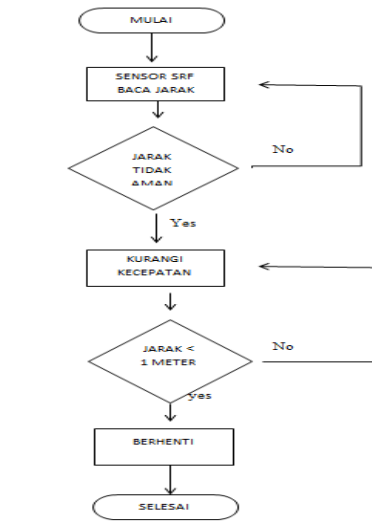 MULAI
SENSOR SRF
BACA JARAK
JARAK
TIDAK
AMAN
No
Yes
KURANGI
KECEPATAN
JARAK <
1 METER
No
yes
BERHENTI
SELESAI